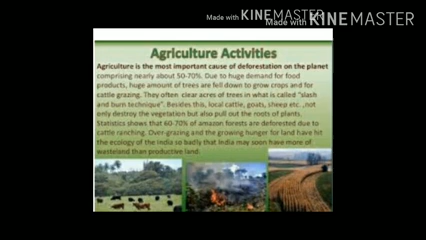 Made with KINEMASTER
Made with KINEMASTER
Agriculture Activities
Agriculture is the most important cause of deforestation on the planet
comprising nearly about 50-70%. Due to huge demand for food
products, huge amount of trees are fell down to grow crops and for
cattle grazing. They often clear acres of trees in what is called "slash
and burn technique". Besides this, local cattle, goats, sheep etc. ,not
only destroy the vegetation but also pull out the roots of plants.
Statistics shows that 60-70% of amazon forests are deforested due to
cattle ranching. Over-grazing and the growing hunger for land have hit
the ecology of the India so badly that India may soon have more of
wasteland than productive land.